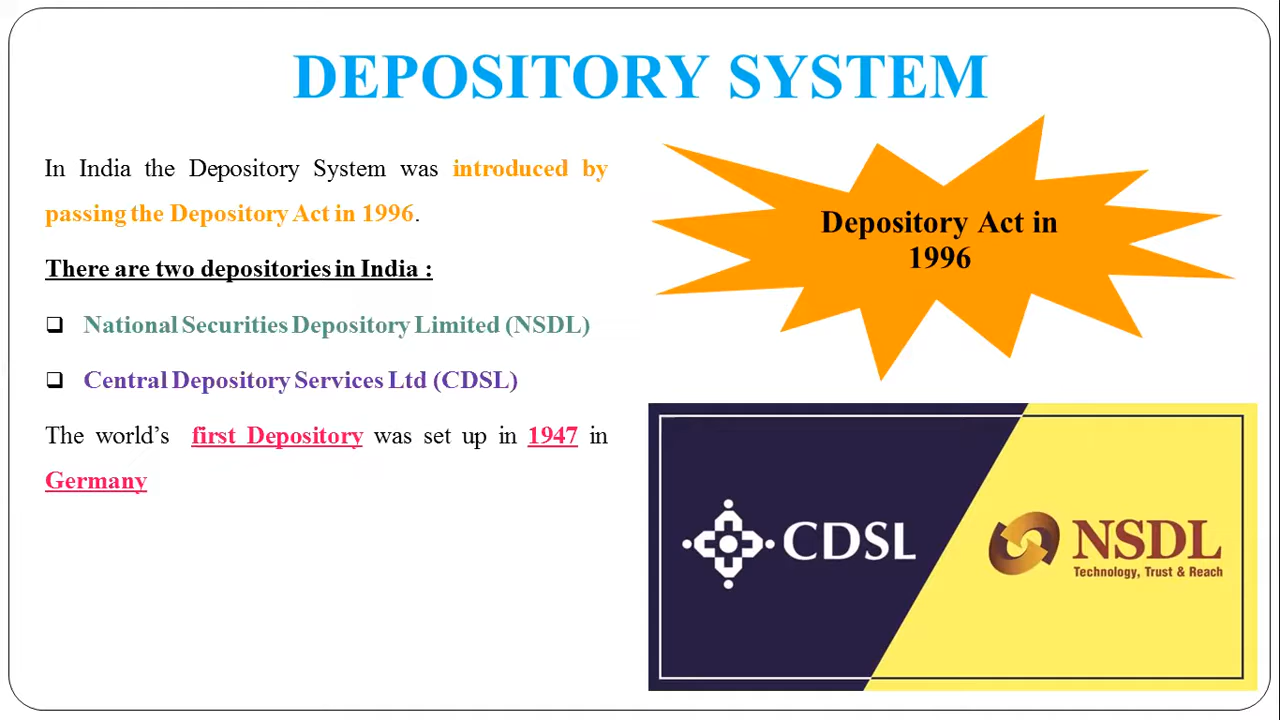 DEPOSITORY SYSTEM
In India the Depository System was introduced by
passing the Depository Act in 1996.
There are two depositories in India :
❑ National Securities Depository Limited (NSDL)
❑ Central Depository Services Ltd (CDSL)
The world’s first Depository was set up in 1947 in
Germany
Depository Act in
1996
CDSL
NSDL
Technology, Trust & Reach